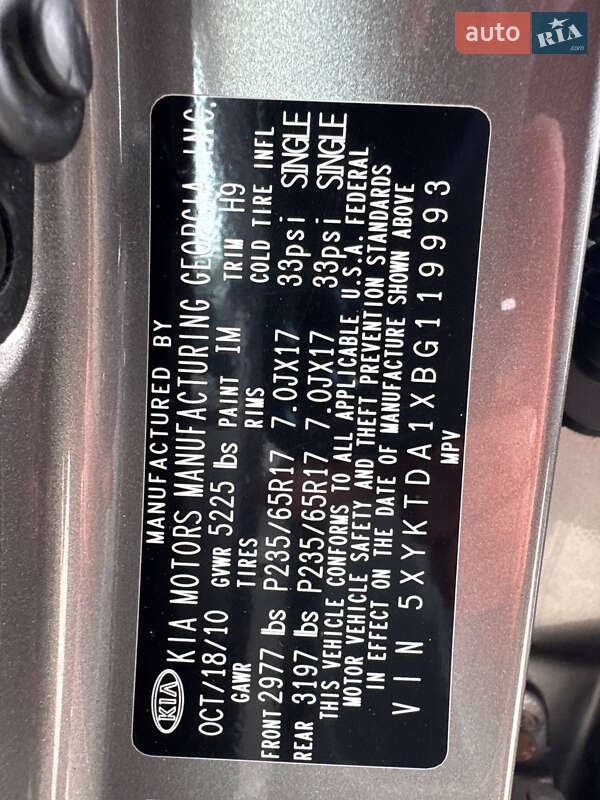 auto RIA.com
MANUFACTURED BY
KIA KIA MOTORS MANUFACTURING GEORGIA INC.
OCT/18/10 GVWR 5225 lbs PAINT IM TRIM H9
GAWR TIRES RIMS COLD TIRE INFL
FRONT 2977 lbs P235/65R17 7.0JX17 33psi SINGLE
REAR 3197 lbs P235/65R17 7.0JX17 33psi SINGLE
THIS VEHICLE CONFORMS TO ALL APPLICABLE U.S.A. FEDERAL
MOTOR VEHICLE SAFETY AND THEFT PREVENTION STANDARDS
IN EFFECT ON THE DATE OF MANUFACTURE SHOWN ABOVE
VIN 5XYKTDA1XBG119993
MPV